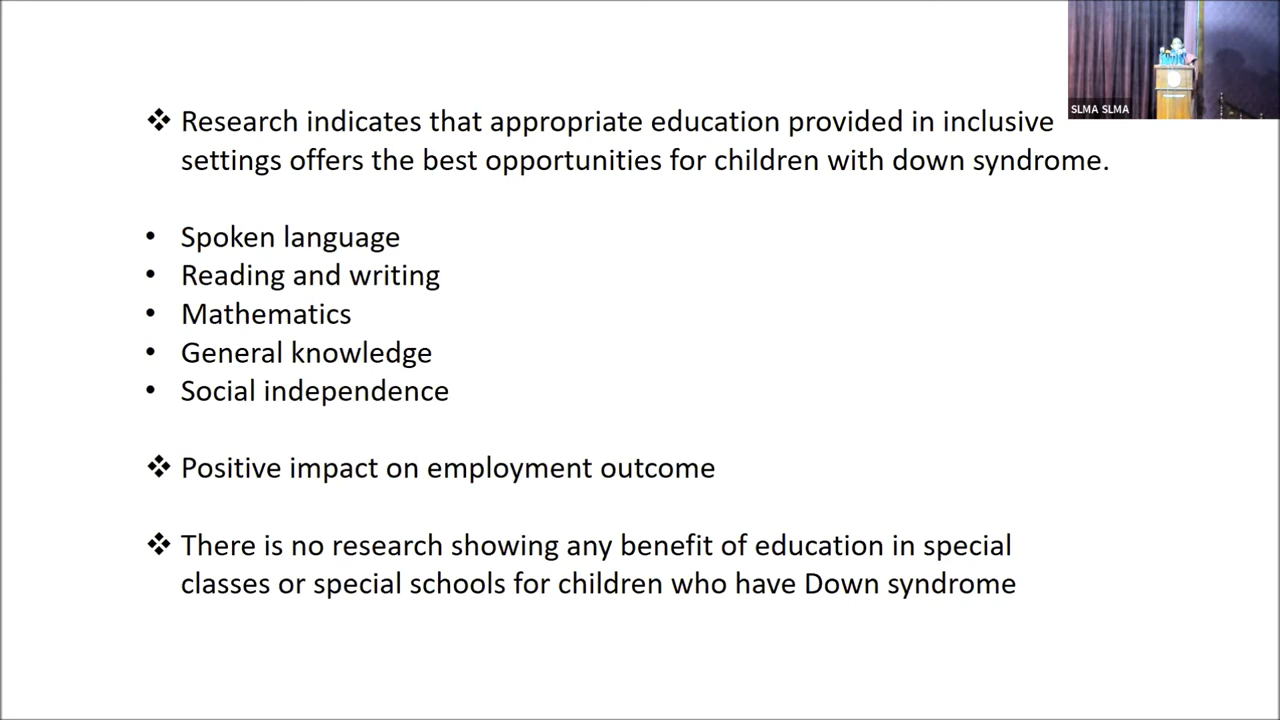 ❖ Research indicates that appropriate education provided in inclusive
settings offers the best opportunities for children with down syndrome.
• Spoken language
• Reading and writing
• Mathematics
• General knowledge
• Social independence
❖ Positive impact on employment outcome
❖ There is no research showing any benefit of education in special
classes or special schools for children who have Down syndrome
SLMA SLMA